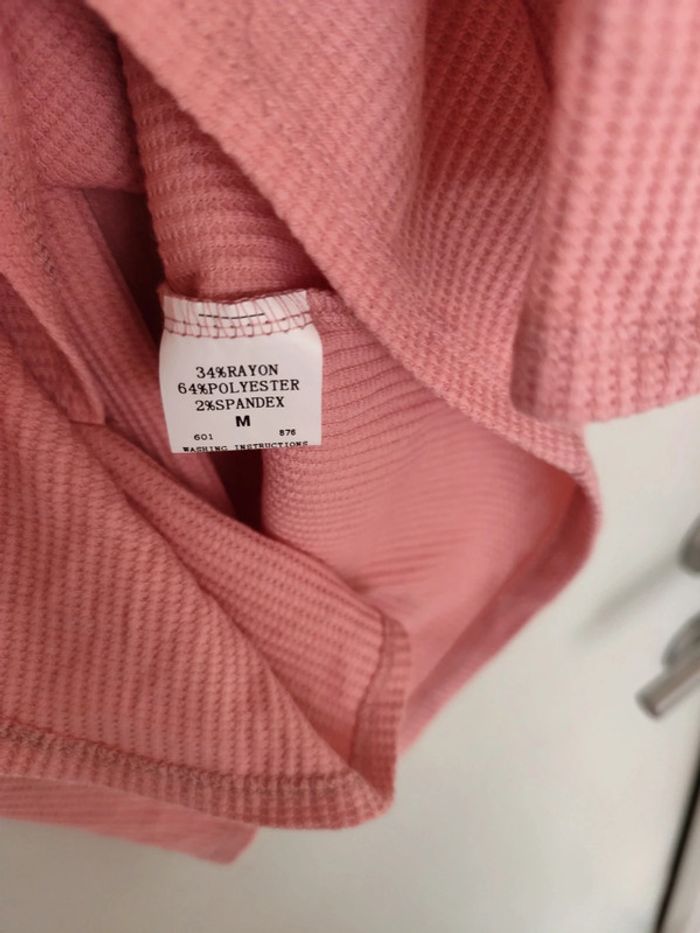 34%RAYON
64%POLYESTER
2%SPANDEX
M
601 876
WASHING INSTRUCTIONS